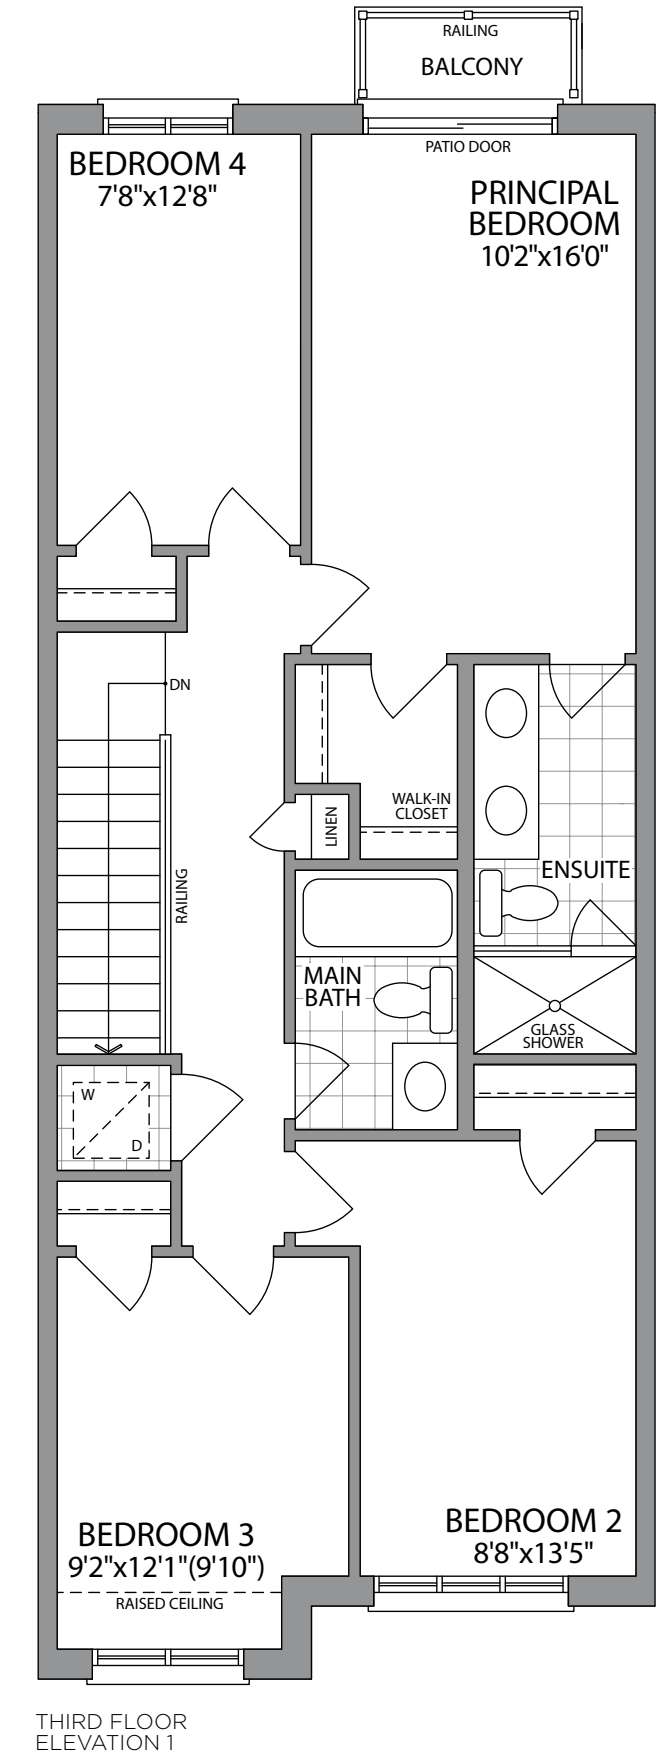 RAILING
BALCONY
PATIO DOOR
BEDROOM 4
7'8"x12'8"
PRINCIPAL
BEDROOM
10'2"x16'0"
DN
WALK-IN
CLOSET
LINEN
RAILING
ENSUITE
MAIN
BATH
GLASS
SHOWER
W
D
BEDROOM 3
9'2"x12'1"(9'10")
RAISED CEILING
BEDROOM 2
8'8"x13'5"
THIRD FLOOR
ELEVATION 1